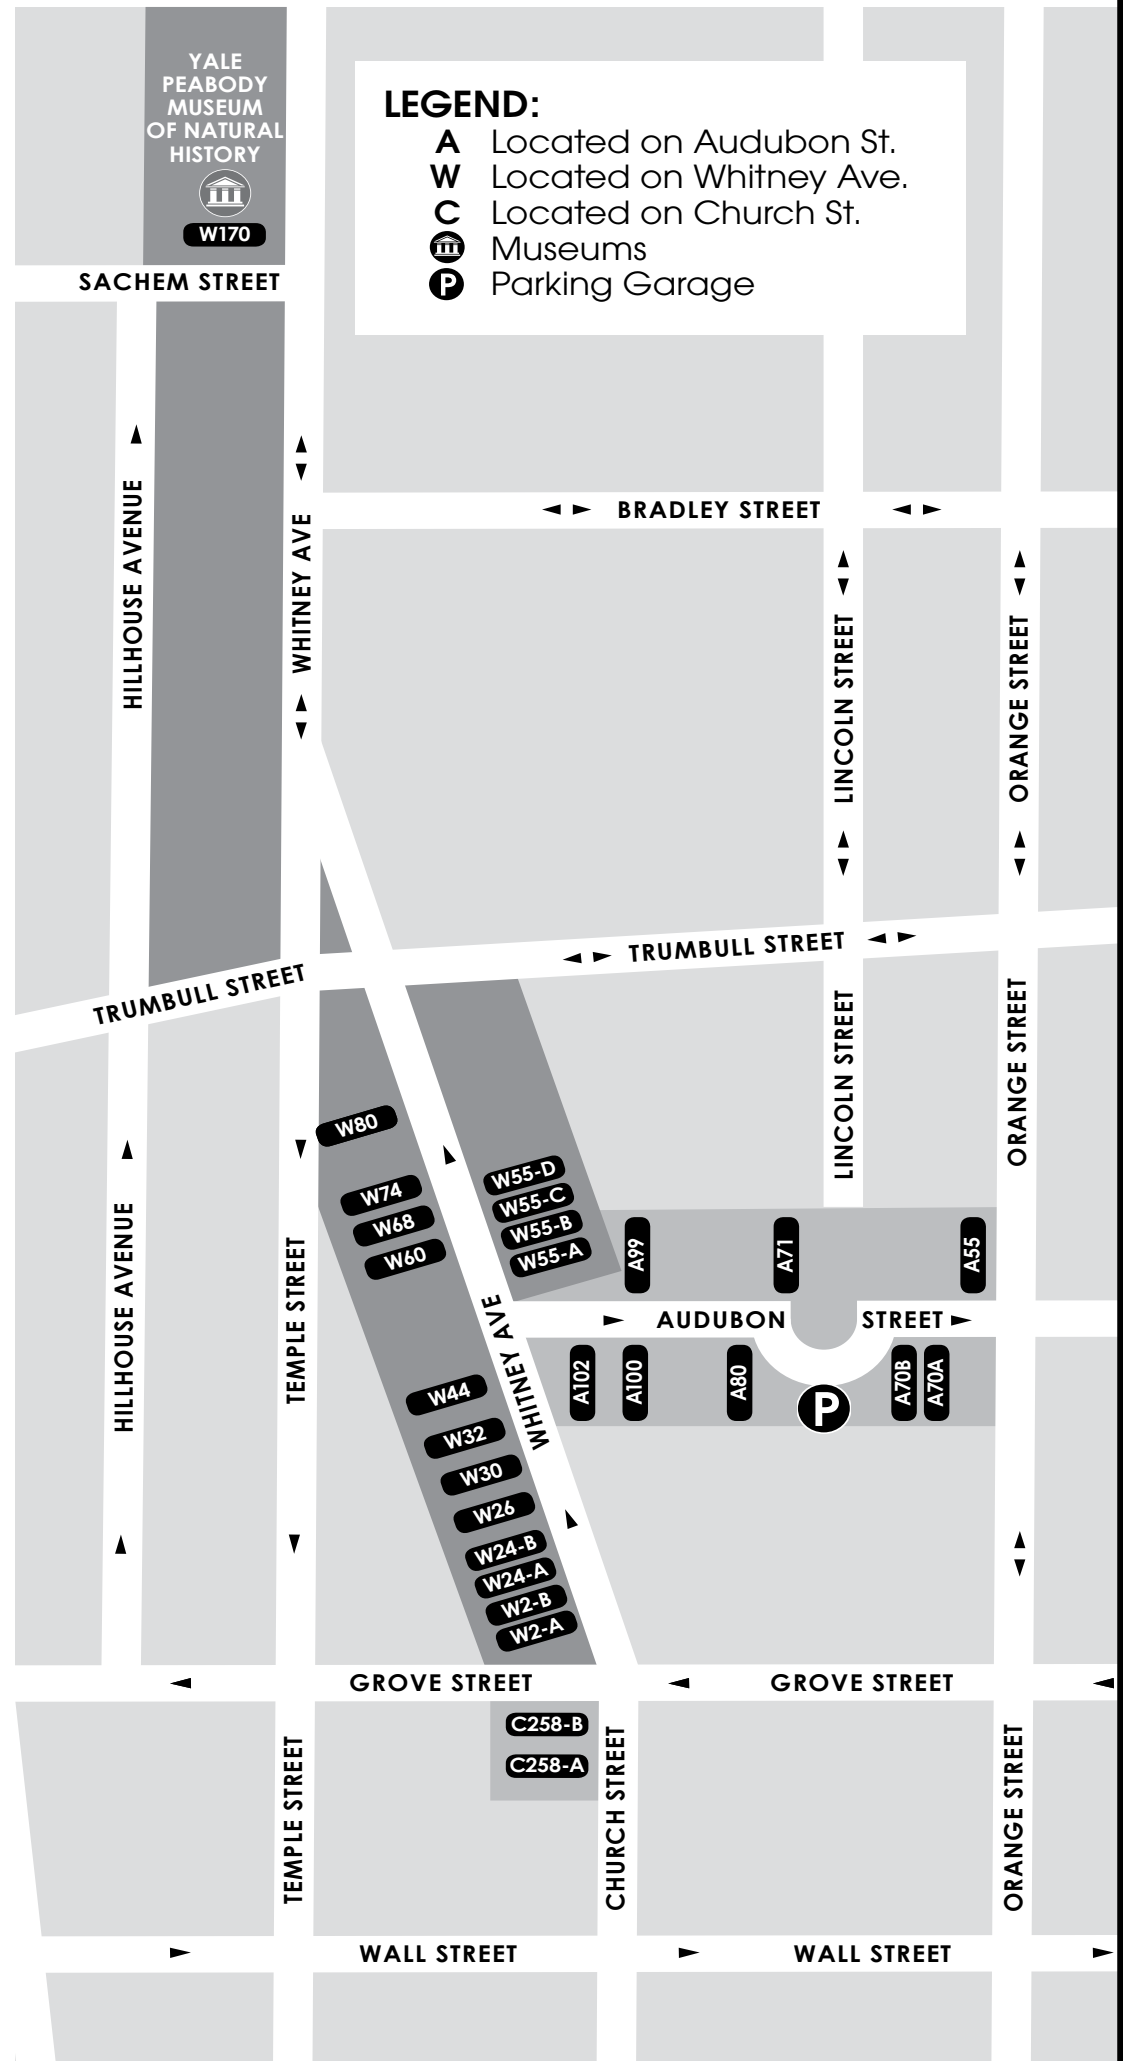 YALE
PEABODY
MUSEUM
OF NATURAL
HISTORY
W170
LEGEND:
A Located on Audubon St.
W Located on Whitney Ave.
C Located on Church St.
Museums
P Parking Garage
SACHEM STREET
HILLHOUSE AVENUE
WHITNEY AVE
BRADLEY STREET
LINCOLN STREET
ORANGE STREET
TRUMBULL STREET
TRUMBULL STREET
LINCOLN STREET
ORANGE STREET
W80
W74
W68
W60
W55-D
W55-C
W55-B
W55-A
A99
A71
A55
HILLHOUSE AVENUE
TEMPLE STREET
WHITNEY AVE
AUDUBON STREET
A102
A100
A80
P
A70B
A70A
W44
W32
W30
W26
W24-B
W24-A
W2-B
W2-A
GROVE STREET
GROVE STREET
C258-B
C258-A
TEMPLE STREET
CHURCH STREET
ORANGE STREET
WALL STREET
WALL STREET